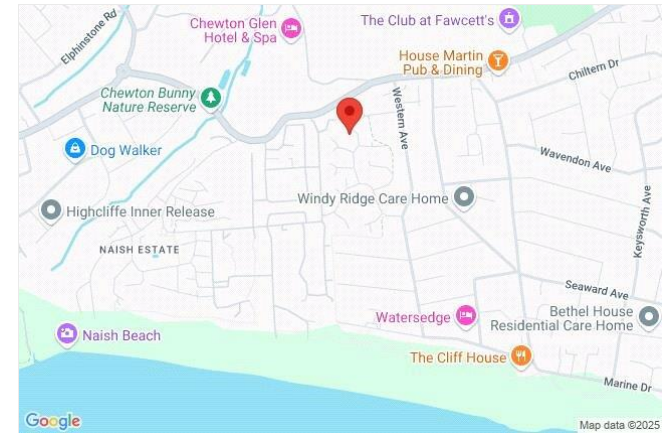 Elphinstone Rd
Chewton Glen
Hotel & Spa
The Club at Fawcett's
House Martin
Pub & Dining
Chiltern Dr
Chewton Bunny
Nature Reserve
Western Ave
Dog Walker
Wavendon Ave
Windy Ridge Care Home
Highcliffe Inner Release
Keysworth Ave
NAISH ESTATE
Seaward Ave
Watersedge
Bethel House
Residential Care Home
Naish Beach
The Cliff House
Marine Dr
Google
Map data ©2025